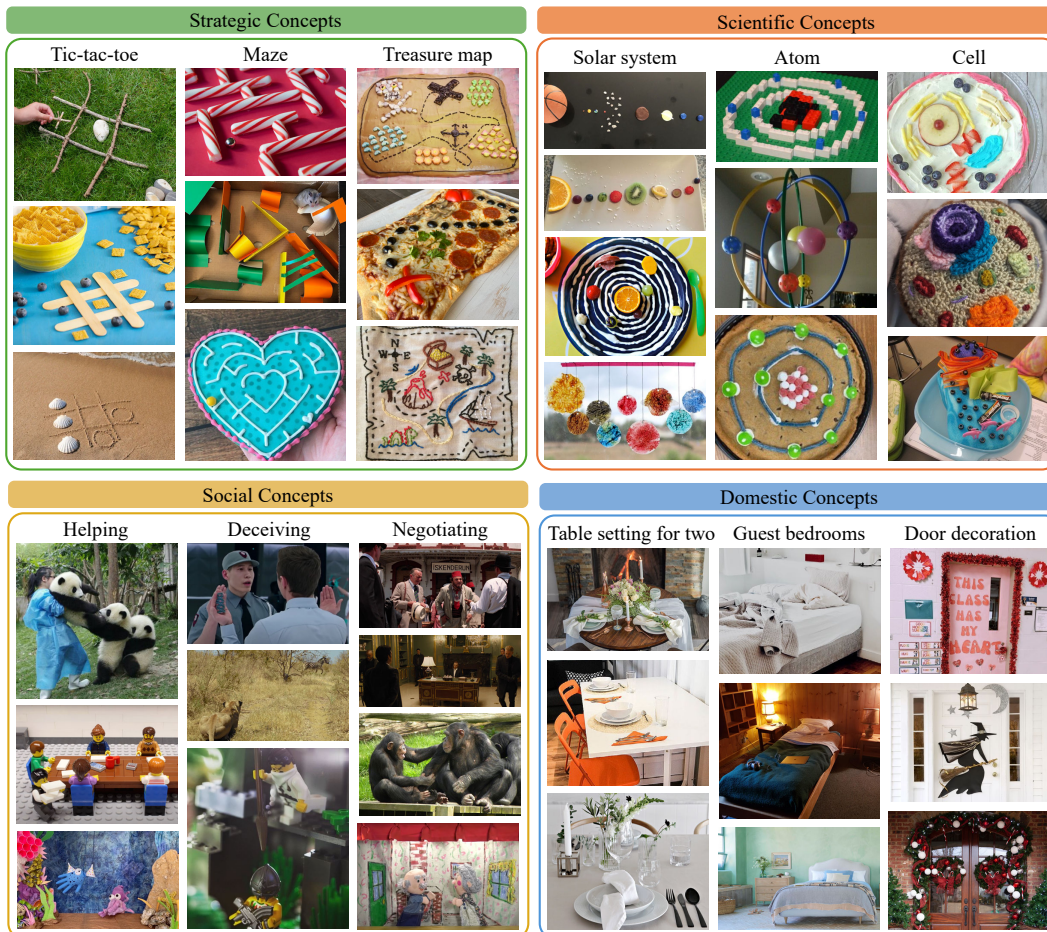 Strategic Concepts
Tic-tac-toe
Maze
Treasure map
N
W
E
S
Scientific Concepts
Solar system
Atom
Cell
Social Concepts
Helping
Deceiving
Negotiating
ISKENDERUN
Domestic Concepts
Table setting for two
Guest bedrooms
Door decoration
THIS
CLASS
HAS
MY
HEART